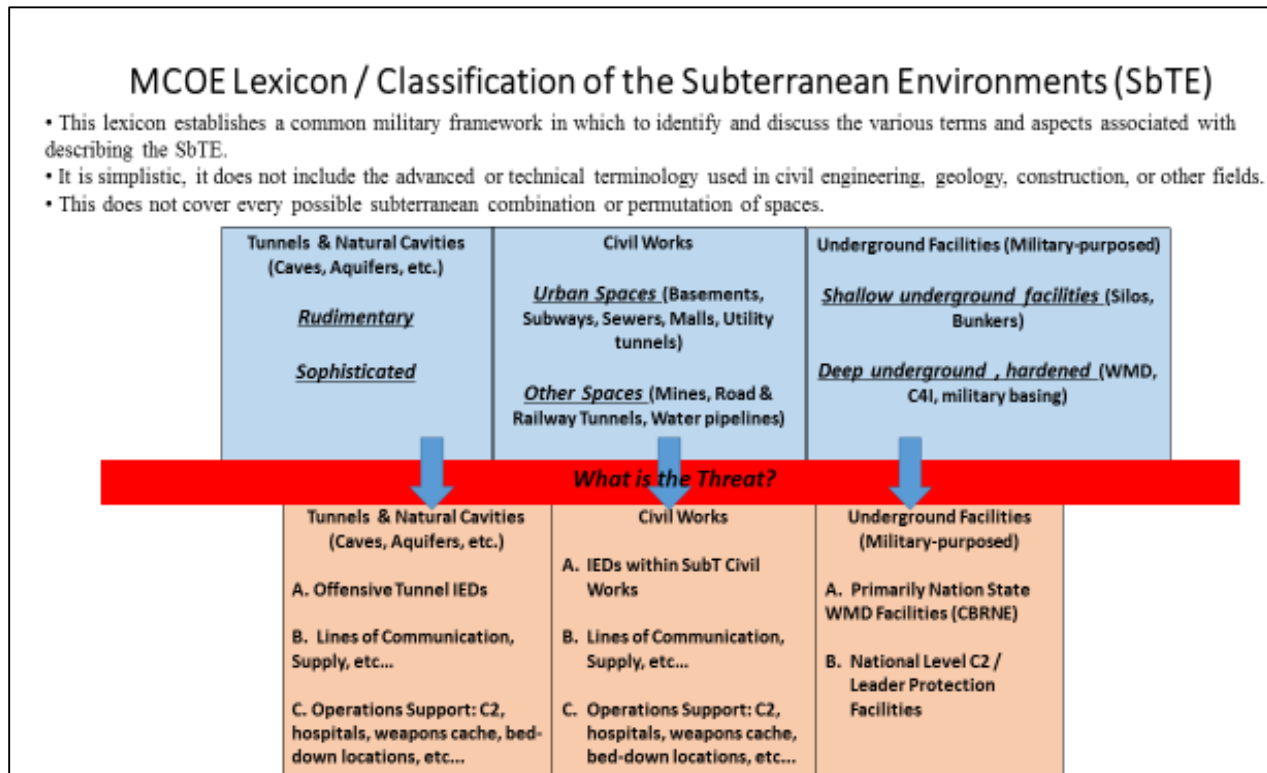 MCOE Lexicon / Classification of the Subterranean Environments (SbTE)
• This lexicon establishes a common military framework in which to identify and discuss the various terms and aspects associated with
describing the SbTE.
• It is simplistic, it does not include the advanced or technical terminology used in civil engineering, geology, construction, or other fields.
• This does not cover every possible subterranean combination or permutation of spaces.
Tunnels & Natural Cavities
(Caves, Aquifers, etc.)
Rudimentary
Sophisticated
Civil Works
Urban Spaces (Basements,
Subways, Sewers, Malls, Utility
tunnels)
Other Spaces (Mines, Road &
Railway Tunnels, Water pipelines)
Underground Facilities (Military-purposed)
Shallow underground facilities (Silos,
Bunkers)
Deep underground , hardened (WMD,
C4I, military basing)
What is the Threat?
Tunnels & Natural Cavities
(Caves, Aquifers, etc.)
A. Offensive Tunnel IEDs
B. Lines of Communication,
Supply, etc...
C. Operations Support: C2,
hospitals, weapons cache, bed-
down locations, etc...
Civil Works
A. IEDs within SubT Civil
Works
B. Lines of Communication,
Supply, etc...
C. Operations Support: C2,
hospitals, weapons cache,
bed-down locations, etc...
Underground Facilities
(Military-purposed)
A. Primarily Nation State
WMD Facilities (CBRNE)
B. National Level C2 /
Leader Protection
Facilities